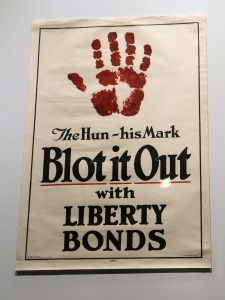 The Hun - his Mark
Blot it Out
with
LIBERTY
BONDS